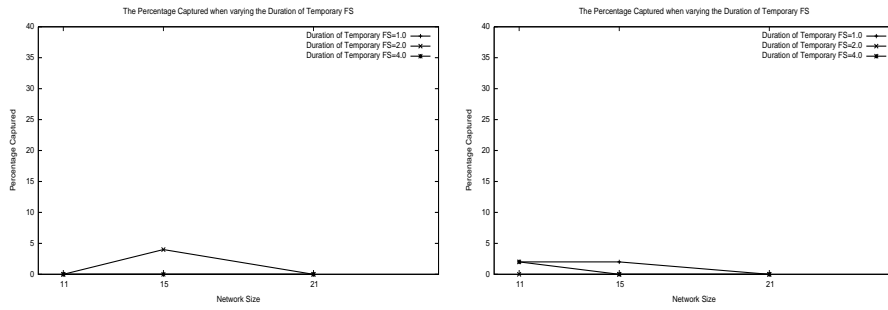 The Percentage Captured when varying the Duration of Temporary FS
40
35
30
25
20
15
10
5
0
Percentage Captured
Duration of Temporary FS=1.0
Duration of Temporary FS=2.0
Duration of Temporary FS=4.0
11
15
21
Network Size
The Percentage Captured when varying the Duration of Temporary FS
40
35
30
25
20
15
10
5
0
Percentage Captured
Duration of Temporary FS=1.0
Duration of Temporary FS=2.0
Duration of Temporary FS=4.0
11
15
21
Network Size